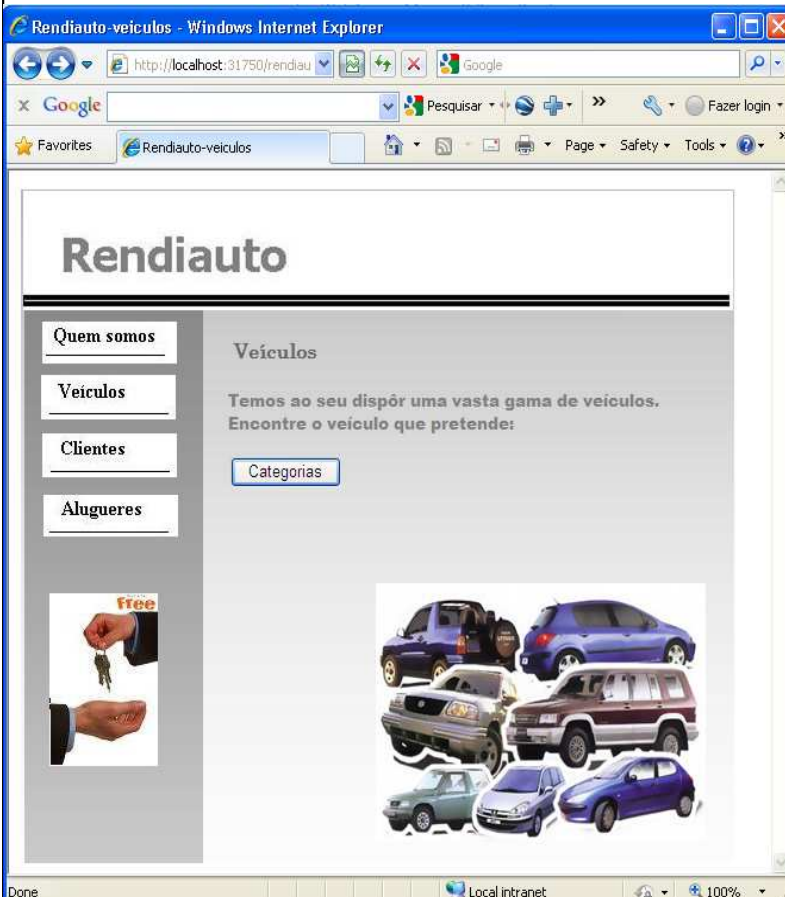 Rendiauto-veiculos - Windows Internet Explorer
http://localhost:31750/rendiau
Google
Google
Pesquisar
Fazer login
Favorites
Rendiauto-veiculos
Page
Safety
Tools
Rendiauto
Quem somos
Veículos
Clientes
Alugueres
Free
Veículos
Temos ao seu dispôr uma vasta gama de veículos.
Encontre o veículo que pretende:
Categorias
Done
Local intranet
100%